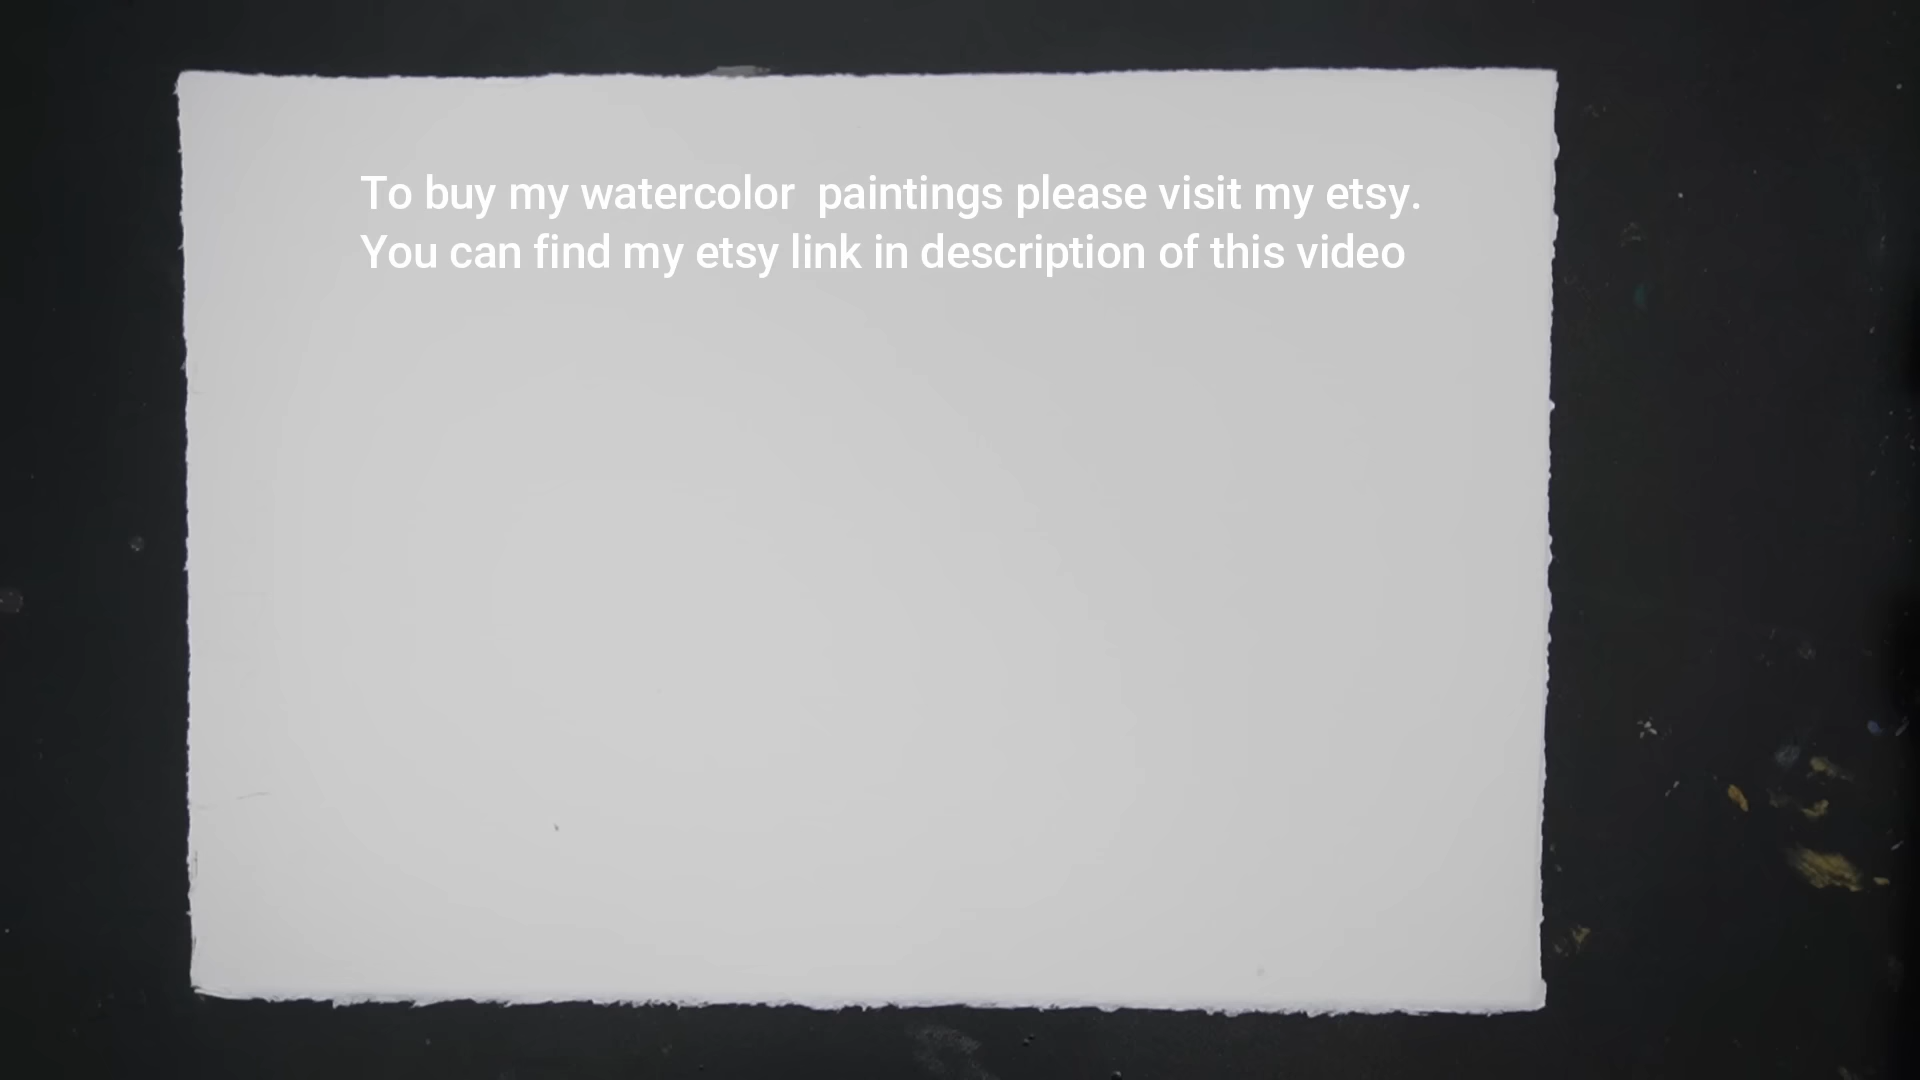 To buy my watercolor  paintings please visit my etsy.
You can find my etsy link in description of this video